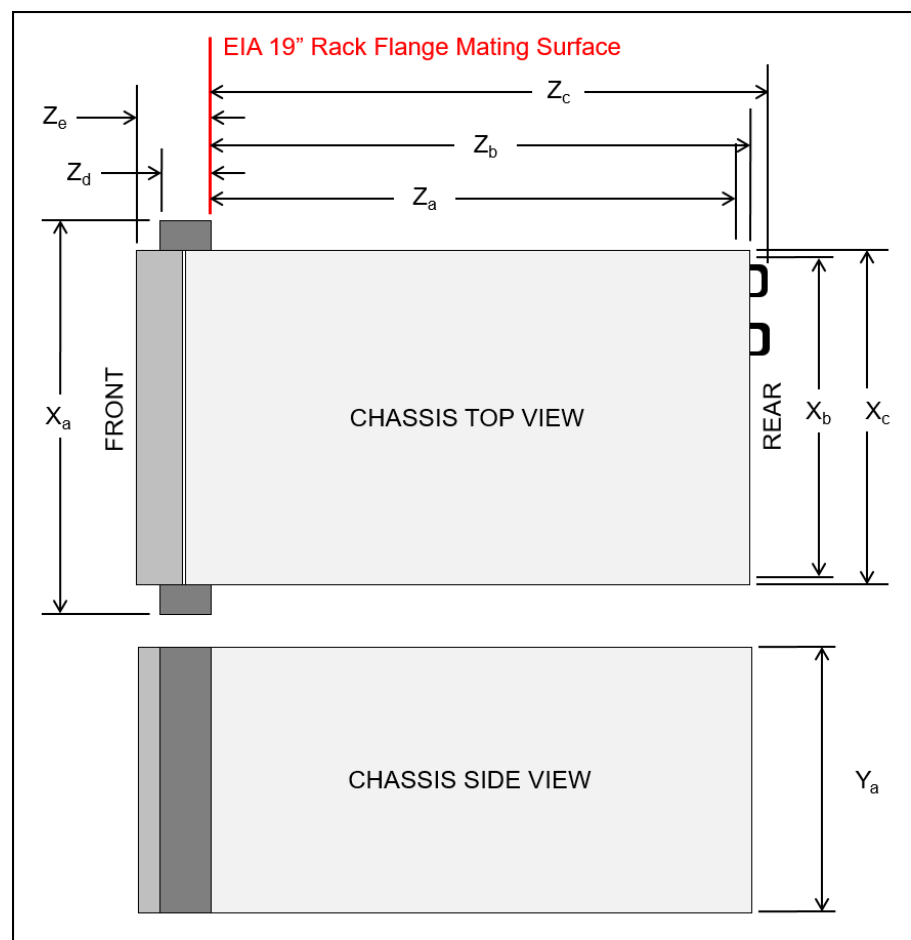 EIA 19” Rack Flange Mating Surface
Zc
Ze
Zb
Zd
Za
FRONT
Xa
CHASSIS TOP VIEW
REAR
Xb
Xc
CHASSIS SIDE VIEW
Ya